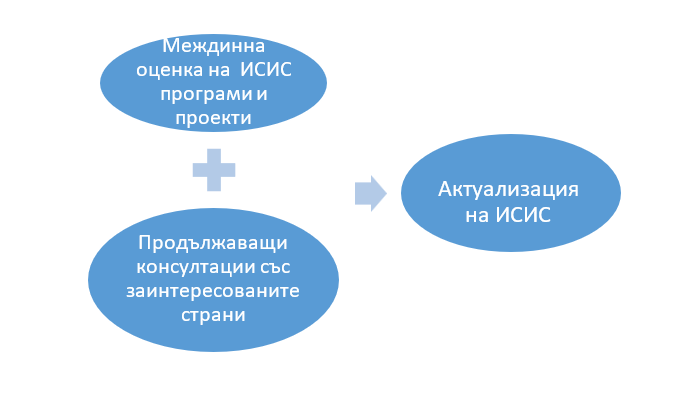 Междинна
оценка на  ИСИС
програми и
проекти
Продължаващи
консултации със
заинтересованите
страни
Актуализация
на ИСИС